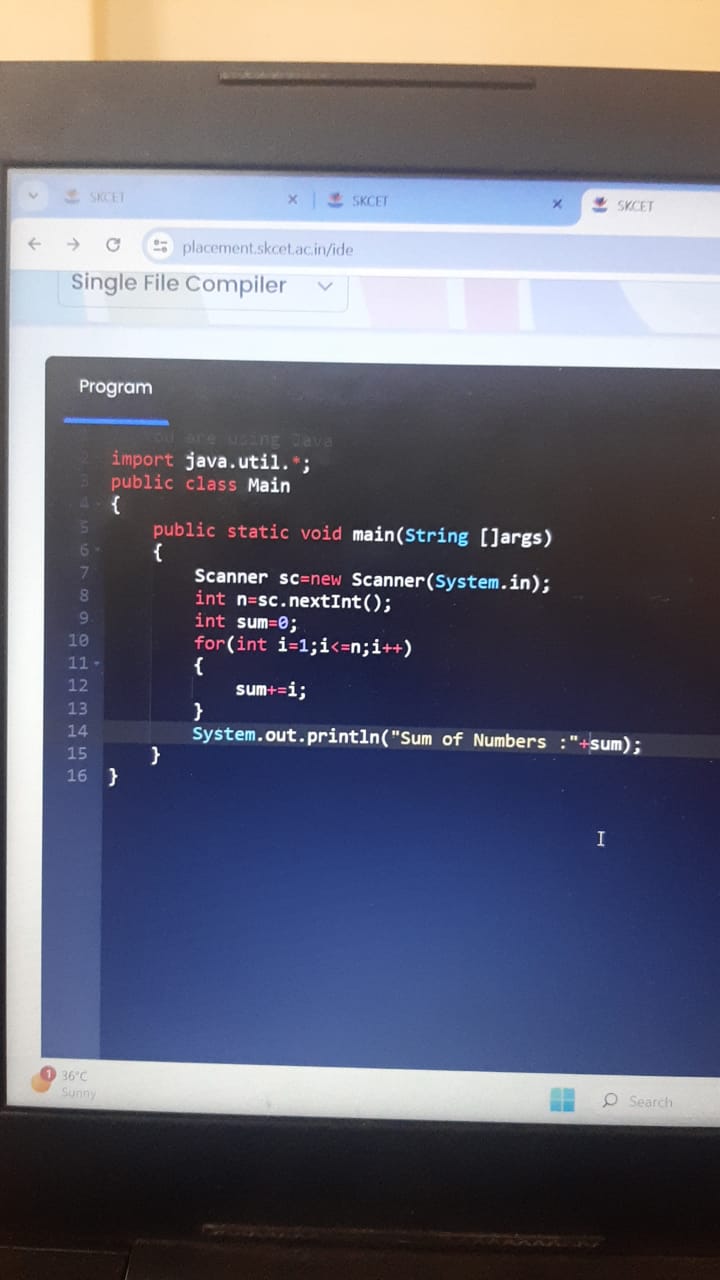 SKCET
SKCET
SKCET
placement.skcet.ac.in/ide
Single File Compiler
Program
You are using Java
2 import java.util.*;
3 public class Main
4 {
5 public static void main(String []args)
6 {
7 Scanner sc=new Scanner(System.in);
8 int n=sc.nextInt();
9 int sum=0;
10 for(int i=1;i<=n;i++)
11 {
12 sum+=i;
13 }
14 System.out.println("Sum of Numbers :"+sum);
15 }
16 }
1
36°C
Sunny
Search